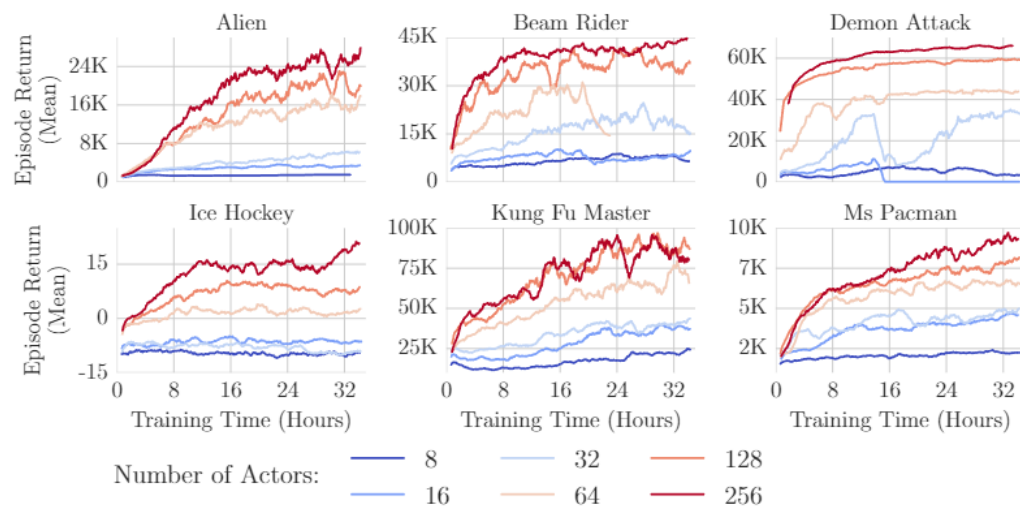 Alien Beam Rider Demon Attack
Episode Return
(Mean)
24K
16K
8K
0
45K
30K
15K
0
60K
40K
20K
0
Ice Hockey Kung Fu Master Ms Pacman
Episode Return
(Mean)
15
0
-15
100K
75K
50K
25K
10K
7K
5K
2K
0 8 16 24 32 0 8 16 24 32 0 8 16 24 32
Training Time (Hours) Training Time (Hours) Training Time (Hours)
Number of Actors:
8 32 128
16 64 256